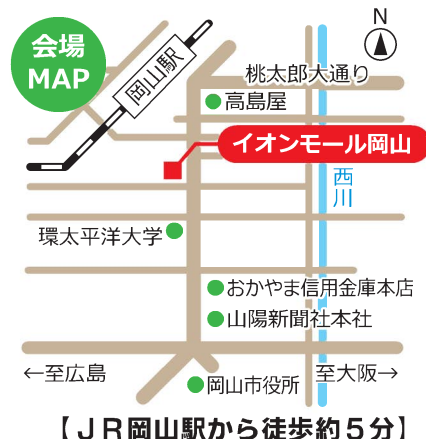 会場
MAP
N
岡山駅
桃太郎大通り
高島屋
イオンモール岡山
西川
環太平洋大学
おかやま信用金庫本店
山陽新聞社本社
←至広島
至大阪→
岡山市役所
【JR岡山駅から徒歩約5分】